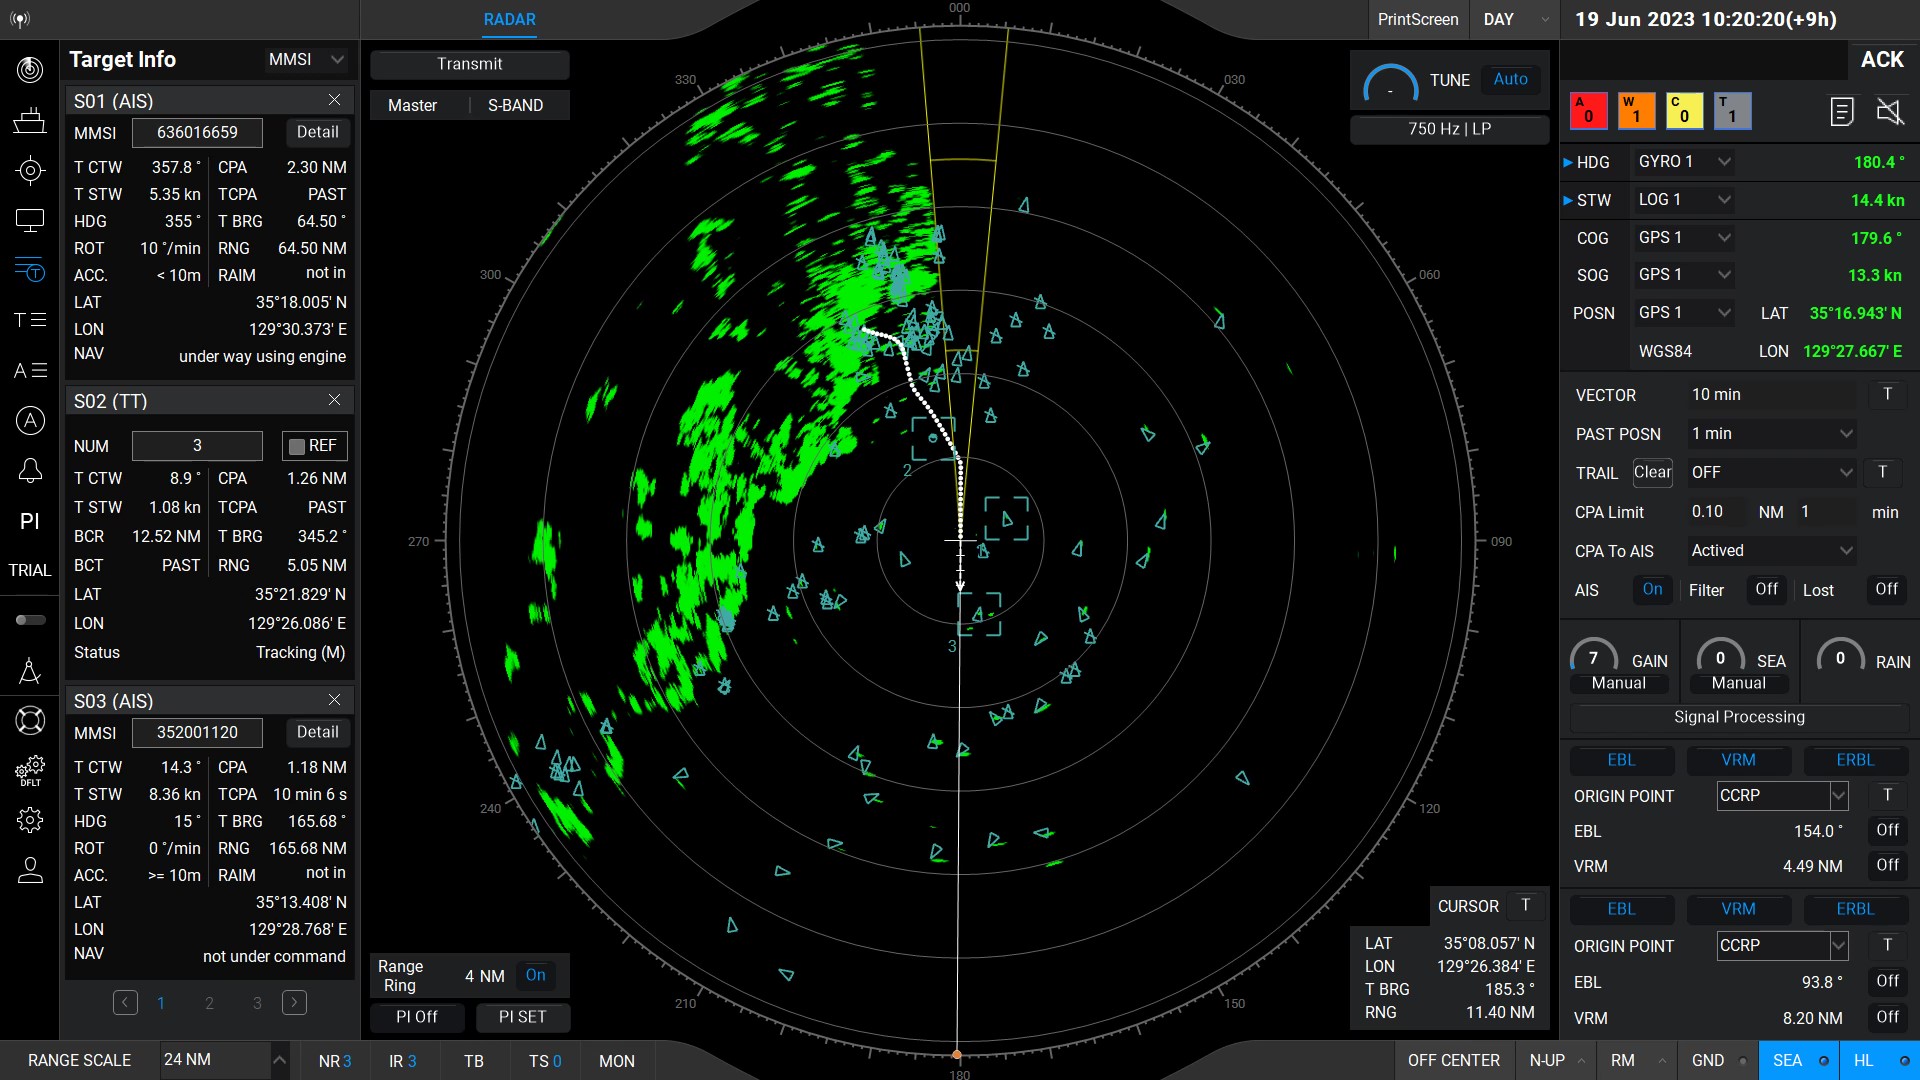 RADAR
PrintScreen
DAY
19 Jun 2023 10:20:20(+9h)
Target Info
MMSI
S01 (AIS)
MMSI 636016659 Detail
T CTW 357.8 ° CPA 2.30 NM
T STW 5.35 kn TCPA PAST
HDG 355 ° T BRG 64.50 °
ROT 10 °/min RNG 64.50 NM
ACC. < 10m RAIM not in
LAT 35°18.005' N
LON 129°30.373' E
NAV under way using engine
S02 (TT)
NUM 3 REF
T CTW 8.9 ° CPA 1.26 NM
T STW 1.08 kn TCPA PAST
BCR 12.52 NM T BRG 345.2 °
BCT PAST RNG 5.05 NM
LAT 35°21.829' N
LON 129°26.086' E
Status Tracking (M)
S03 (AIS)
MMSI 352001120 Detail
T CTW 14.3 ° CPA 1.18 NM
T STW 8.36 kn TCPA 10 min 6 s
HDG 15 ° T BRG 165.68 °
ROT 0 °/min RNG 165.68 NM
ACC. >= 10m RAIM not in
LAT 35°13.408' N
LON 129°28.768' E
NAV not under command
1 2 3
T
T
A
A
PI
TRIAL
DFLT
Transmit
Master S-BAND
000
030
060
090
120
150
180
210
240
270
300
330
2
3
TUNE Auto
-
750 Hz | LP
Range Ring 4 NM On
PI Off PI SET
CURSOR T
LAT 35°08.057' N
LON 129°26.384' E
T BRG 185.3 °
RNG 11.40 NM
ACK
A 0
W 1
C 0
T 1
HDG GYRO 1 180.4 °
STW LOG 1 14.4 kn
COG GPS 1 179.6 °
SOG GPS 1 13.3 kn
POSN GPS 1 LAT 35°16.943' N
WGS84 LON 129°27.667' E
VECTOR 10 min T
PAST POSN 1 min
TRAIL Clear OFF T
CPA Limit 0.10 NM 1 min
CPA To AIS Actived
AIS On Filter Off Lost Off
7 GAIN 0 SEA 0 RAIN
Manual Manual
Signal Processing
EBL VRM ERBL
ORIGIN POINT CCRP T
EBL 154.0 ° Off
VRM 4.49 NM Off
EBL VRM ERBL
ORIGIN POINT CCRP T
EBL 93.8 ° Off
VRM 8.20 NM Off
RANGE SCALE 24 NM NR 3 IR 3 TB TS 0 MON
OFF CENTER N-UP RM GND SEA HL